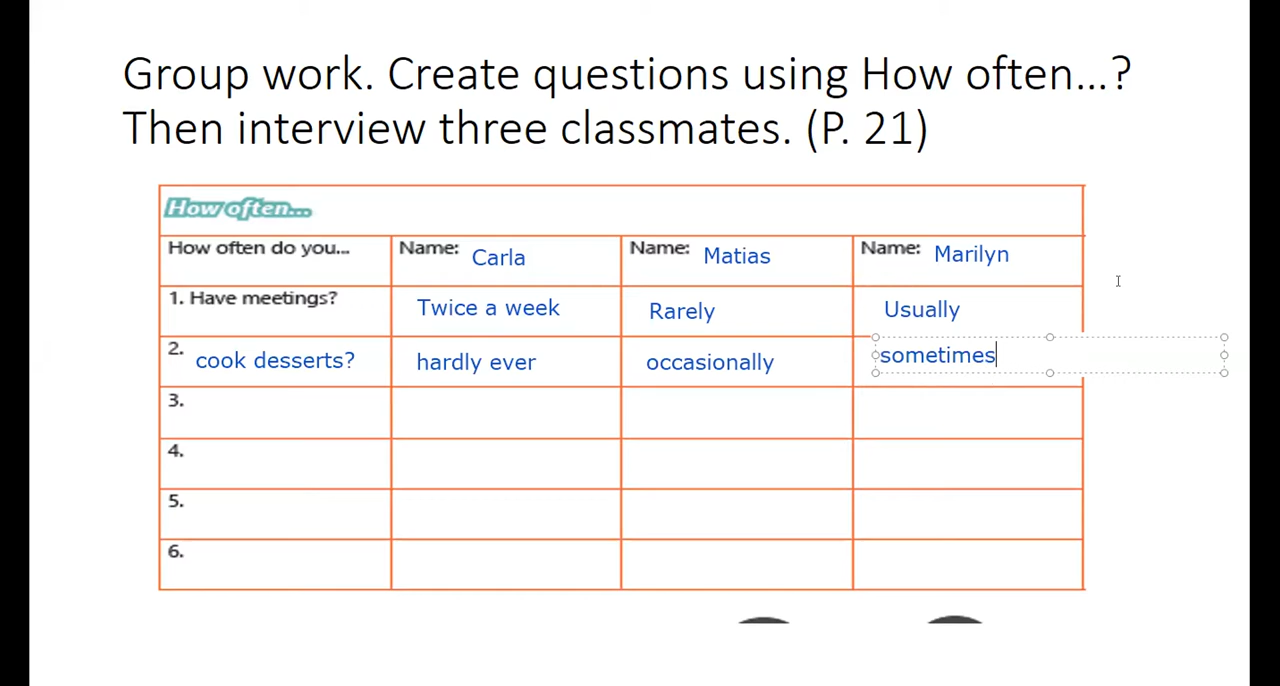 Group work. Create questions using How often...?
Then interview three classmates. (P. 21)
How often...
How often do you... Name: Carla Name: Matias Name: Marilyn
1. Have meetings? Twice a week Rarely Usually
2. cook desserts? hardly ever occasionally sometimes
3.
4.
5.
6.